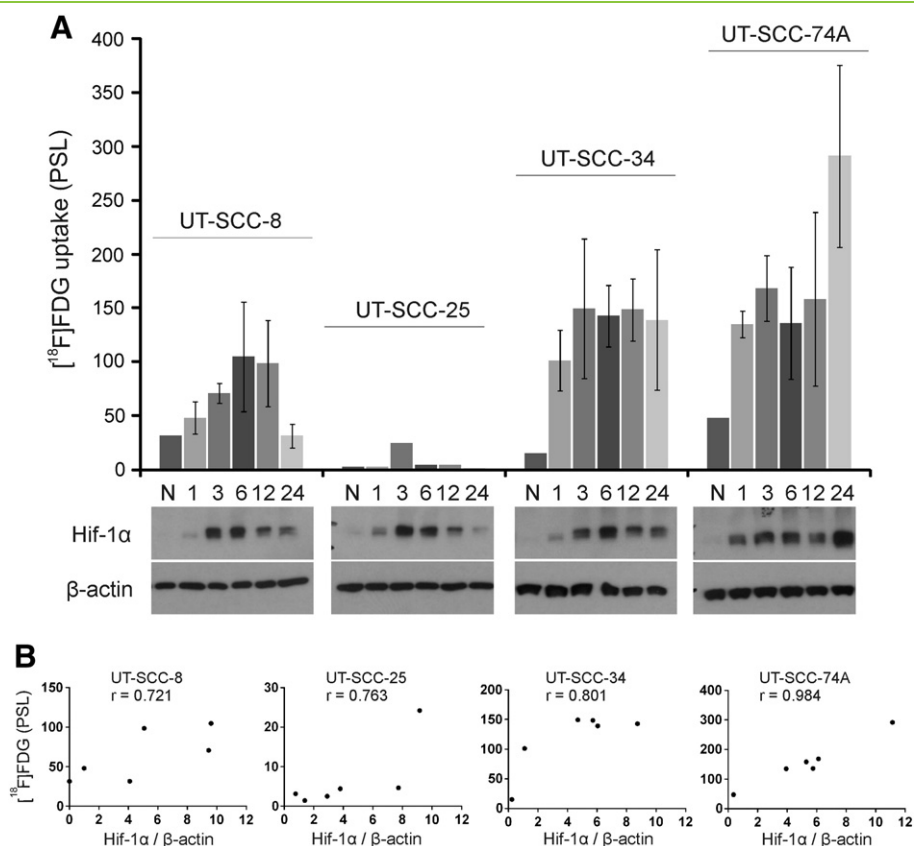 A
400
350
300
250
200
150
100
50
0
[¹⁸F]FDG uptake (PSL)
UT-SCC-8
UT-SCC-25
UT-SCC-34
UT-SCC-74A
N 1 3 6 12 24 N 1 3 6 12 24 N 1 3 6 12 24 N 1 3 6 12 24
Hif-1α
β-actin
B
UT-SCC-8
r = 0.721
[¹⁸F]FDG (PSL)
150
100
50
0
0 2 4 6 8 10 12
Hif-1α / β-actin
UT-SCC-25
r = 0.763
30
20
10
0
0 2 4 6 8 10 12
Hif-1α / β-actin
UT-SCC-34
r = 0.801
200
150
100
50
0
0 2 4 6 8 10 12
Hif-1α / β-actin
UT-SCC-74A
r = 0.984
400
300
200
100
0
0 2 4 6 8 10 12
Hif-1α / β-actin